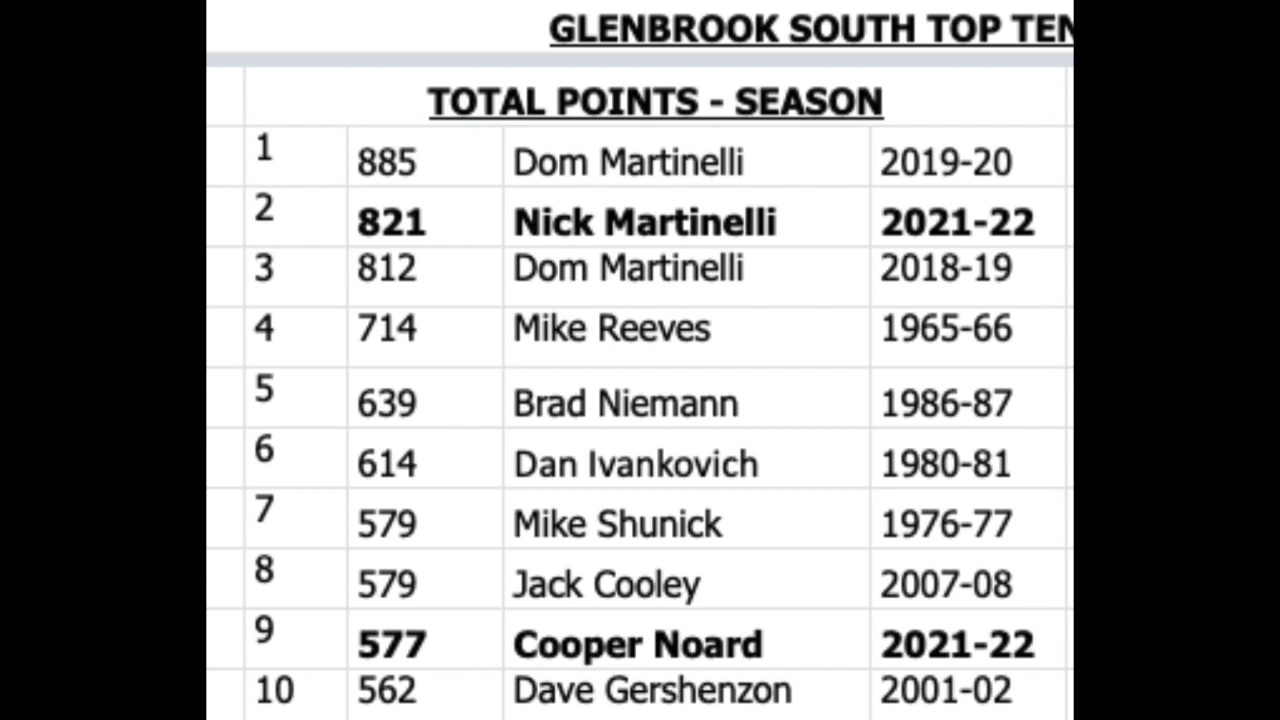 GLENBROOK SOUTH TOP TEN
TOTAL POINTS - SEASON
1 885 Dom Martinelli 2019-20
2 821 Nick Martinelli 2021-22
3 812 Dom Martinelli 2018-19
4 714 Mike Reeves 1965-66
5 639 Brad Niemann 1986-87
6 614 Dan Ivankovich 1980-81
7 579 Mike Shunick 1976-77
8 579 Jack Cooley 2007-08
9 577 Cooper Noard 2021-22
10 562 Dave Gershenzon 2001-02